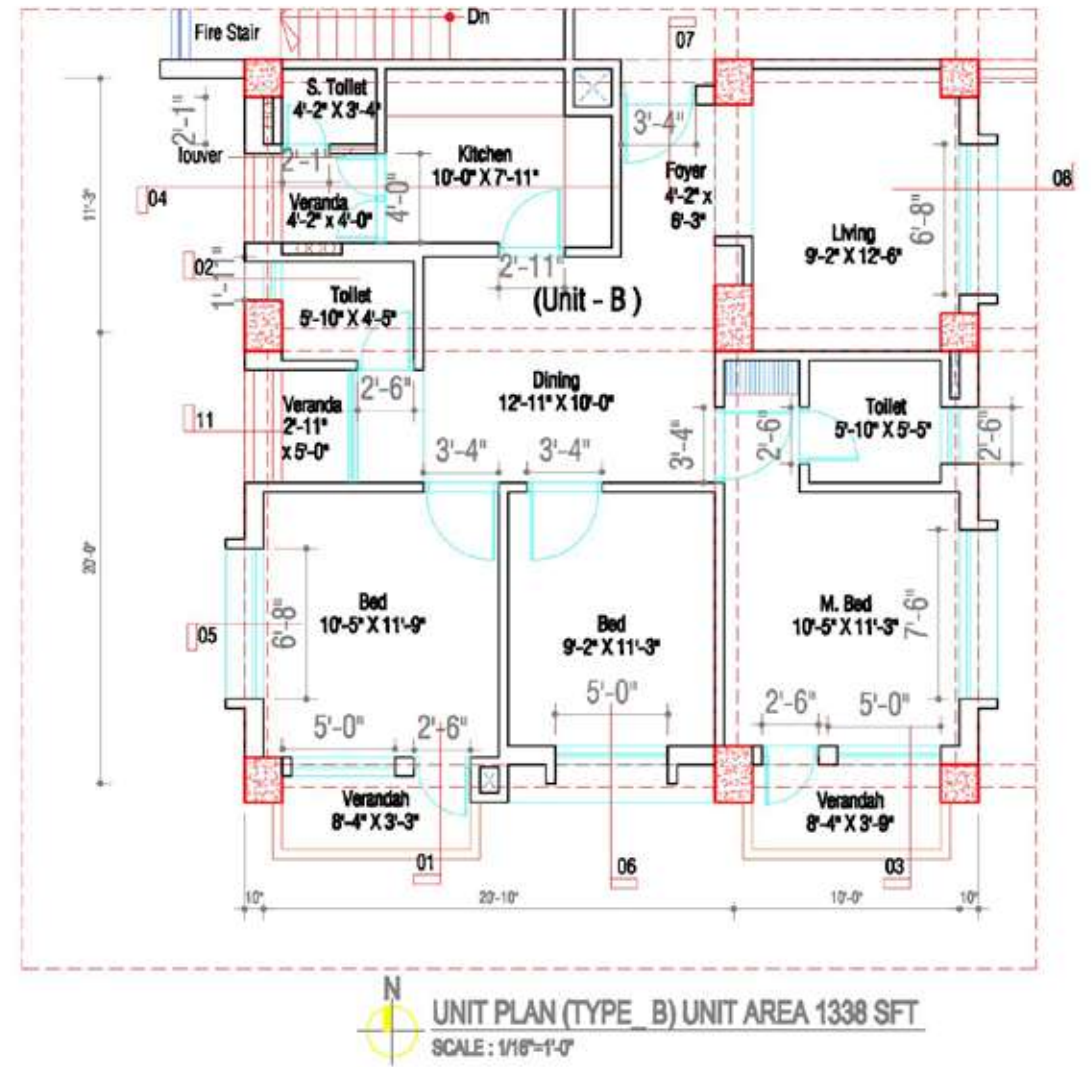 Dn
Fire Stair
07
S. Toilet
4'-2" X 3'-4"
2'-1"
3'-4"
louver
2'-1"
Kitchen
10'-0" X 7'-11"
Foyer
4'-2" x
6'-3"
08
04
11'-3"
Veranda
4'-2" x 4'-0"
4'-0"
Living
9'-2" X 12'-6"
6'-8"
02
2'-11"
(Unit - B )
Toilet
5'-10" X 4'-5"
Dining
12'-11" X 10'-0"
2'-6"
11
Veranda
2'-11"
x 5'-0"
3'-4"
3'-4"
3'-4"
2'-6"
Toilet
5'-10" X 5'-5"
2'-6"
20'-0"
05
6'-8"
Bed
10'-5" X 11'-9"
Bed
9'-2" X 11'-3"
M. Bed
10'-5" X 11'-3"
7'-6"
5'-0"
2'-6"
5'-0"
2'-6"
5'-0"
Verandah
8'-4" X 3'-3"
Verandah
8'-4" X 3'-9"
01
06
03
10"
20'-10"
10'-0"
10"
N
UNIT PLAN (TYPE_ B) UNIT AREA 1338 SFT
SCALE : 1/16"=1'-0"